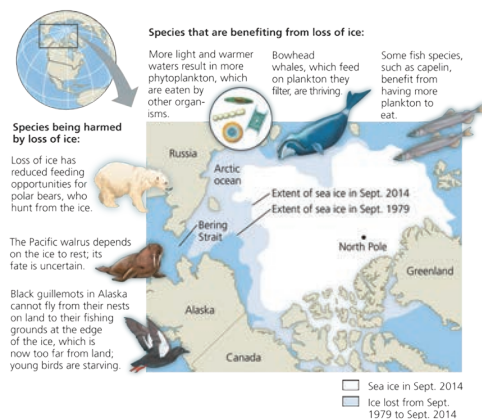 Species that are benefiting from loss of ice:
More light and warmer
waters result in more
phytoplankton, which
are eaten by
other organ-
isms.
Bowhead
whales, which feed
on plankton they
filter, are thriving.
Some fish species,
such as capelin,
benefit from
having more
plankton to
eat.
Species being harmed
by loss of ice:
Loss of ice has
reduced feeding
opportunities for
polar bears, who
hunt from the ice.
The Pacific walrus depends
on the ice to rest; its
fate is uncertain.
Black guillemots in Alaska
cannot fly from their nests
on land to their fishing
grounds at the edge
of the ice, which is
now too far from land;
young birds are starving.
Russia
Arctic
ocean
Extent of sea ice in Sept. 2014
Extent of sea ice in Sept. 1979
Bering
Strait
North Pole
Greenland
Alaska
Canada
Sea ice in Sept. 2014
Ice lost from Sept.
1979 to Sept. 2014